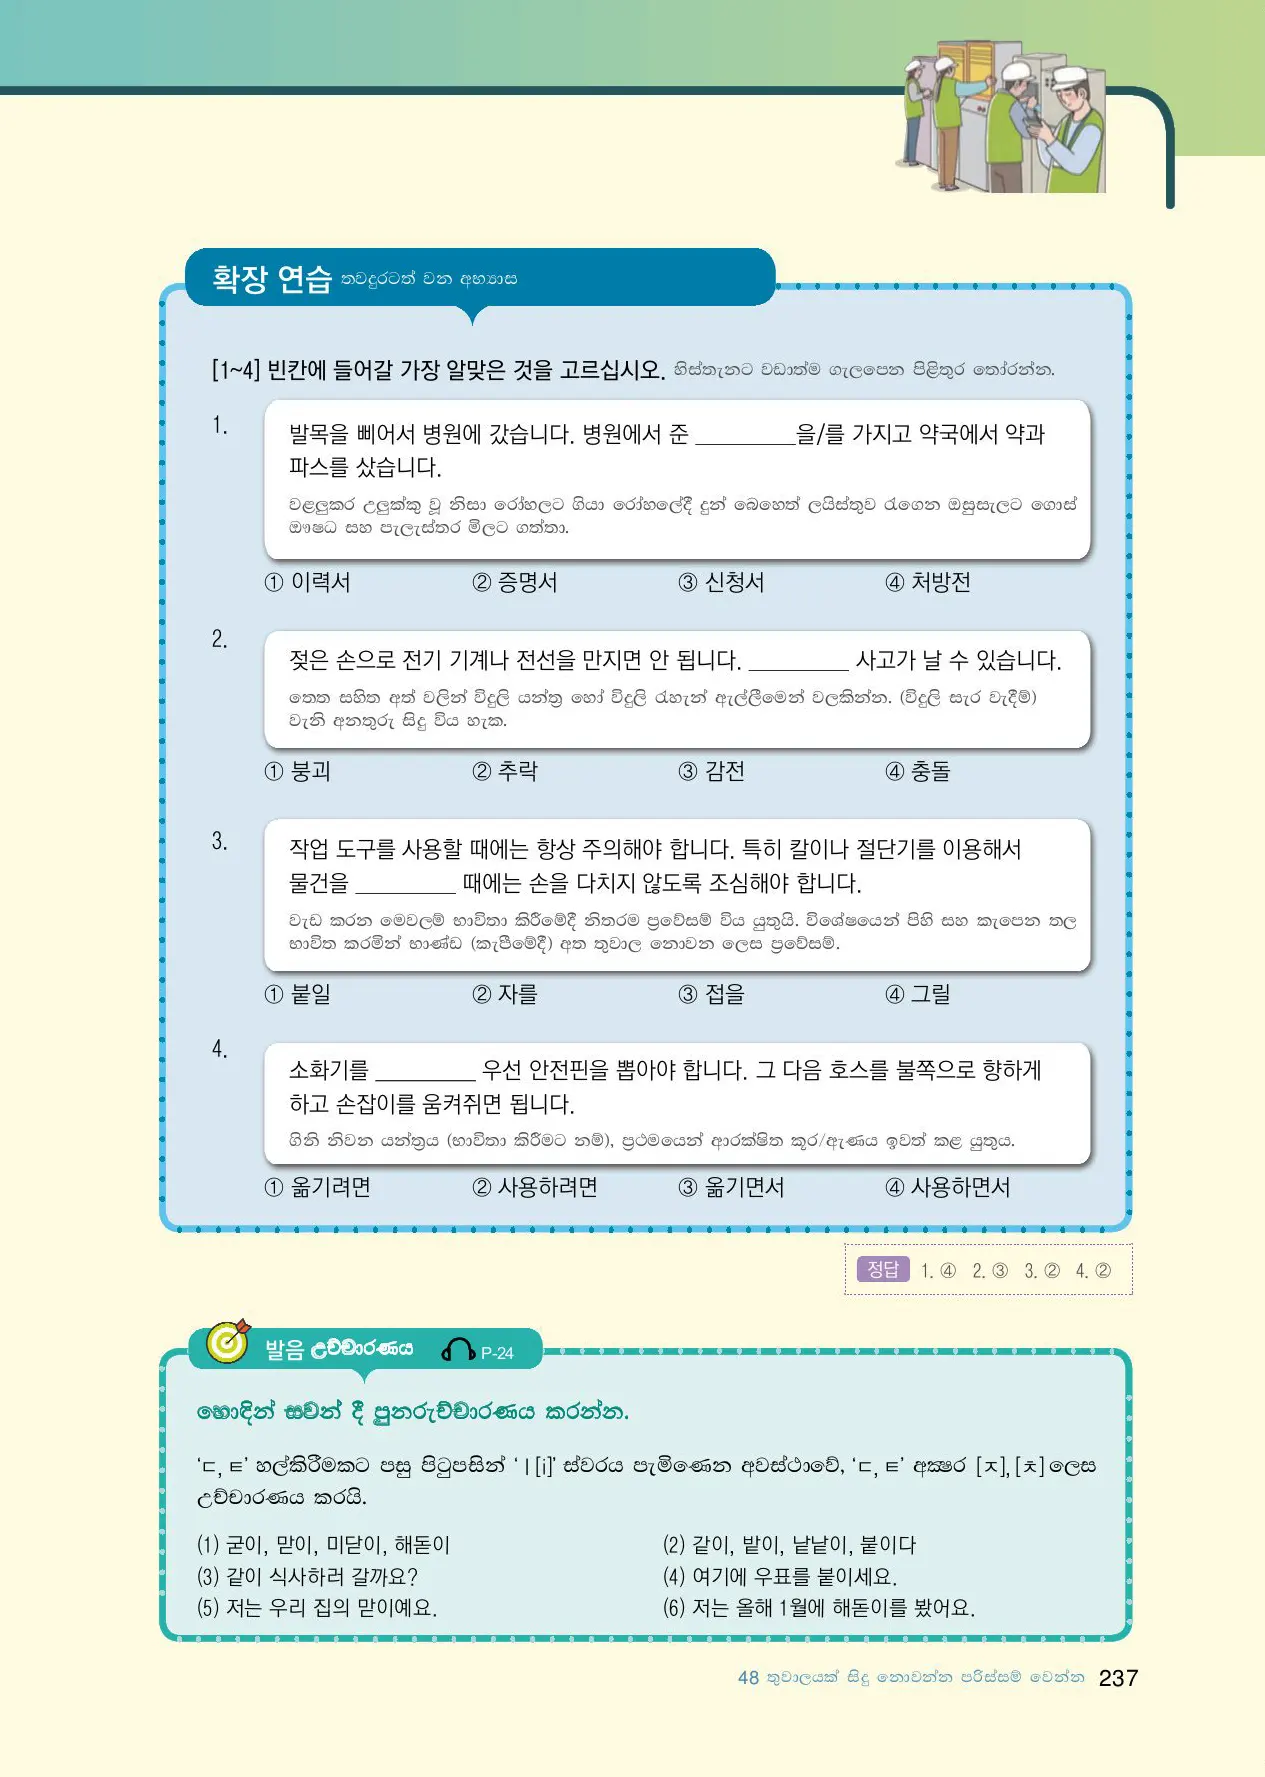 확장 연습 තවදුරටත් වන අභ්‍යාස
[1~4] 빈칸에 들어갈 가장 알맞은 것을 고르십시오. හිස්තැනට වඩාත්ම ගැලපෙන පිළිතුර තෝරන්න.
1.
발목을 삐어서 병원에 갔습니다. 병원에서 준 _________을/를 가지고 약국에서 약과
파스를 샀습니다.
වළලුකර උලුක්කු වූ නිසා රෝහලට ගියා රෝහලේදී දුන් බෙහෙත් ලයිස්තුව රැගෙන ඔසුසැලට ගොස්
ඖෂධ සහ පැලැස්තර මිලට ගත්තා.
① 이력서 ② 증명서 ③ 신청서 ④ 처방전
2.
젖은 손으로 전기 기계나 전선을 만지면 안 됩니다. _________ 사고가 날 수 있습니다.
තෙත සහිත අත් වලින් විදුලි යන්ත්‍ර හෝ විදුලි රැහැන් ඇල්ලීමෙන් වලකින්න. (විදුලි සැර වැදීම්)
වැනි අනතුරු සිදු විය හැක.
① 붕괴 ② 추락 ③ 감전 ④ 충돌
3.
작업 도구를 사용할 때에는 항상 주의해야 합니다. 특히 칼이나 절단기를 이용해서
물건을 _________ 때에는 손을 다치지 않도록 조심해야 합니다.
වැඩ කරන මෙවලම් භාවිතා කිරීමේදී නිතරම ප්‍රවේසම් විය යුතුයි. විශේෂයෙන් පිහි සහ කැපෙන තල
භාවිත කරමින් භාණ්ඩ (කැපීමේදී) අත තුවාල නොවන ලෙස ප්‍රවේසම්.
① 붙일 ② 자를 ③ 접을 ④ 그릴
4.
소화기를 _________ 우선 안전핀을 뽑아야 합니다. 그 다음 호스를 불쪽으로 향하게
하고 손잡이를 움켜쥐면 됩니다.
ගිනි නිවන යන්ත්‍රය (භාවිතා කිරීමට නම්), ප්‍රථමයෙන් ආරක්ෂිත කූර/ඇණය ඉවත් කළ යුතුය.
① 옮기려면 ② 사용하려면 ③ 옮기면서 ④ 사용하면서
정답 1. ④ 2. ③ 3. ② 4. ②
발음 උච්චාරණය P-24
හොඳින් සවන් දී පුනරුච්චාරණය කරන්න.
‘ㄷ, ㅌ’ හල්කිරීමකට පසු පිටුපසින් ‘ㅣ[i]’ ස්වරය පැමිණෙන අවස්ථාවේ, ‘ㄷ, ㅌ’ අක්‍ෂර [ㅈ], [ㅊ] ලෙස
උච්චාරණය කරයි.
(1) 굳이, 맏이, 미닫이, 해돋이 (2) 같이, 밭이, 낱낱이, 붙이다
(3) 같이 식사하러 갈까요? (4) 여기에 우표를 붙이세요.
(5) 저는 우리 집의 맏이예요. (6) 저는 올해 1월에 해돋이를 봤어요.
48 තුවාලයක් සිදු නොවන්න පරිස්සම් වෙන්න 237